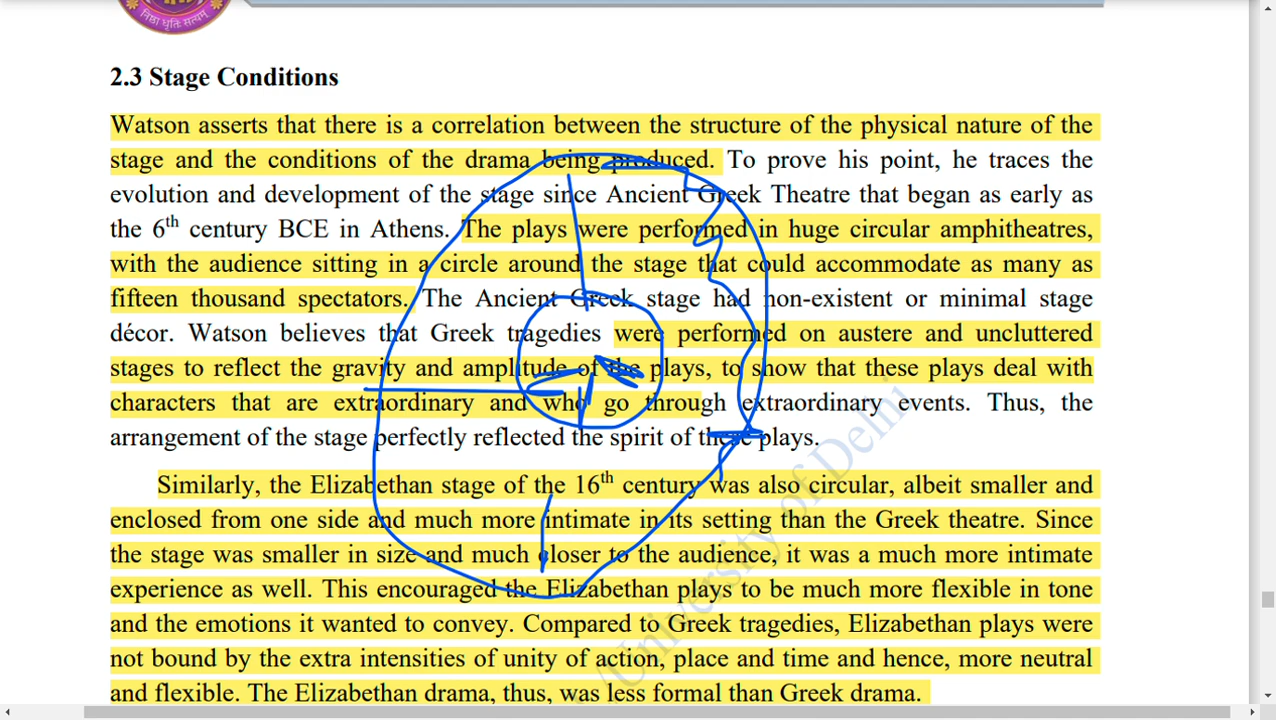 निष्ठा धृतिः सत्यम्
2.3 Stage Conditions
Watson asserts that there is a correlation between the structure of the physical nature of the
stage and the conditions of the drama being produced. To prove his point, he traces the
evolution and development of the stage since Ancient Greek Theatre that began as early as
the 6th century BCE in Athens. The plays were performed in huge circular amphitheatres,
with the audience sitting in a circle around the stage that could accommodate as many as
fifteen thousand spectators. The Ancient Greek stage had non-existent or minimal stage
décor. Watson believes that Greek tragedies were performed on austere and uncluttered
stages to reflect the gravity and amplitude of the plays, to show that these plays deal with
characters that are extraordinary and who go through extraordinary events. Thus, the
arrangement of the stage perfectly reflected the spirit of these plays.
Similarly, the Elizabethan stage of the 16th century was also circular, albeit smaller and
enclosed from one side and much more intimate in its setting than the Greek theatre. Since
the stage was smaller in size and much closer to the audience, it was a much more intimate
experience as well. This encouraged the Elizabethan plays to be much more flexible in tone
and the emotions it wanted to convey. Compared to Greek tragedies, Elizabethan plays were
not bound by the extra intensities of unity of action, place and time and hence, more neutral
and flexible. The Elizabethan drama, thus, was less formal than Greek drama.
/University of Delhi